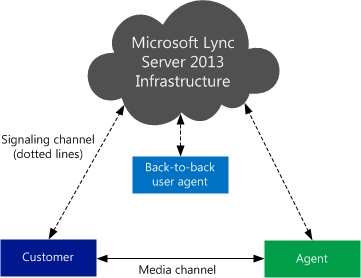 Microsoft Lync
Server 2013
Infrastructure
Signaling channel
(dotted lines)
Back-to-back
user agent
Customer
Agent
Media channel